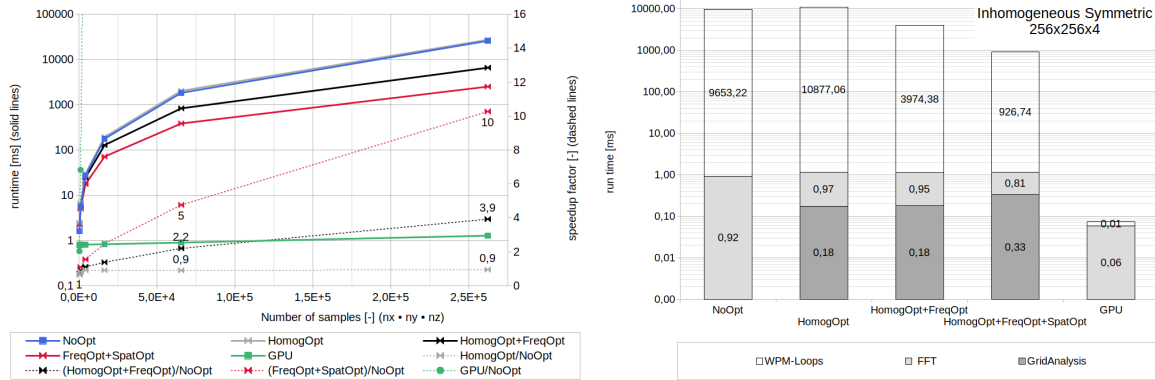 100000
10000
1000
100
10
1
0,1
runtime [ms] (solid lines)
16
14
12
10
8
6
4
2
0
speedup factor [-] (dashed lines)
10
5
3,9
2,2
0,9
0,9
1
0,0E+0
5,0E+4
1,0E+5
1,5E+5
2,0E+5
2,5E+5
Number of samples [-] (nx • ny • nz)
NoOpt
HomogOpt
HomogOpt+FreqOpt
FreqOpt+SpatOpt
GPU
HomogOpt/NoOpt
(HomogOpt+FreqOpt)/NoOpt
(FreqOpt+SpatOpt)/NoOpt
GPU/NoOpt
Inhomogeneous Symmetric
256x256x4
10000,00
1000,00
100,00
10,00
1,00
0,10
0,01
0,00
run time [ms]
9653,22
10877,06
3974,38
926,74
0,92
0,97
0,95
0,81
0,01
0,18
0,18
0,33
0,06
NoOpt
HomogOpt
HomogOpt+FreqOpt
HomogOpt+FreqOpt+SpatOpt
GPU
WPM-Loops
FFT
GridAnalysis